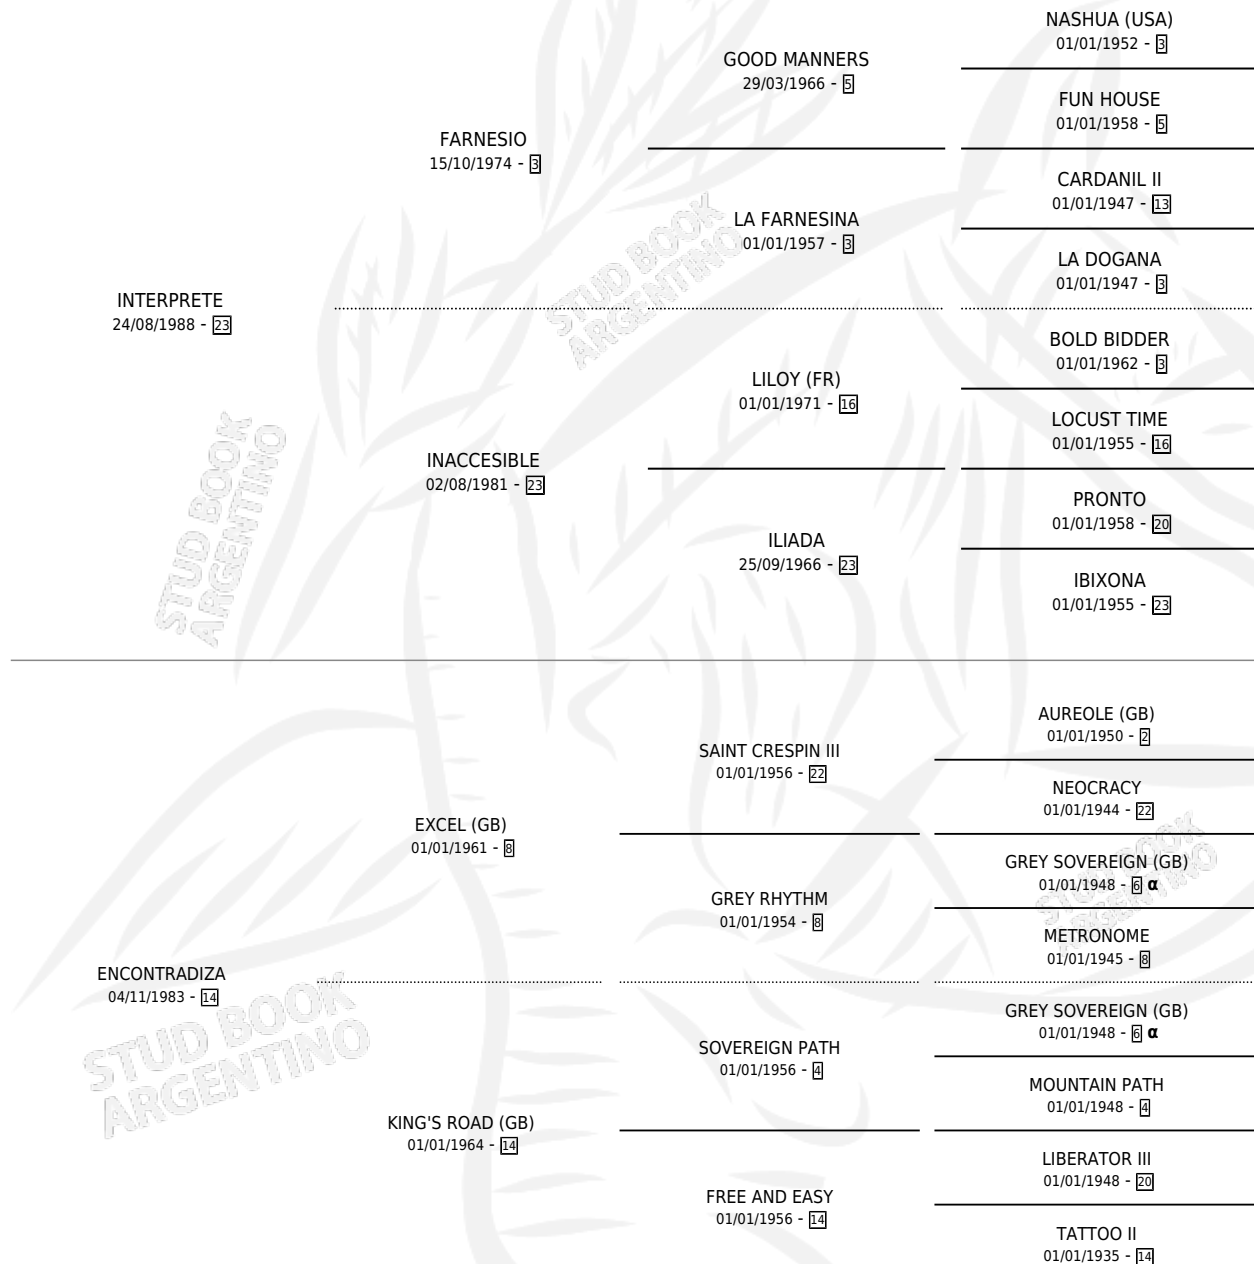 NASHUA (USA)
01/01/1952 - 3
GOOD MANNERS
29/03/1966 - 5
FUN HOUSE
01/01/1958 - 5
FARNESIO
15/10/1974 - 3
CARDANIL II
01/01/1947 - 13
LA FARNESINA
01/01/1957 - 3
LA DOGANA
01/01/1947 - 3
INTERPRETE
24/08/1988 - 23
BOLD BIDDER
01/01/1962 - 3
LILOY (FR)
01/01/1971 - 16
LOCUST TIME
01/01/1955 - 16
INACCESIBLE
02/08/1981 - 23
PRONTO
01/01/1958 - 20
ILIADA
25/09/1966 - 23
IBIXONA
01/01/1955 - 23
AUREOLE (GB)
01/01/1950 - 2
SAINT CRESPIN III
01/01/1956 - 22
NEOCRACY
01/01/1944 - 22
EXCEL (GB)
01/01/1961 - 8
GREY SOVEREIGN (GB)
01/01/1948 - 6 α
GREY RHYTHM
01/01/1954 - 8
METRONOME
01/01/1945 - 8
ENCONTRADIZA
04/11/1983 - 14
GREY SOVEREIGN (GB)
01/01/1948 - 6 α
SOVEREIGN PATH
01/01/1956 - 4
MOUNTAIN PATH
01/01/1948 - 4
KING'S ROAD (GB)
01/01/1964 - 14
LIBERATOR III
01/01/1948 - 20
FREE AND EASY
01/01/1956 - 14
TATTOO II
01/01/1935 - 14
STUD BOOK
ARGENTINO
STUD BOOK
ARGENTINO
STUD BOOK
ARGENTINO
STUD BOOK
ARGENTINO